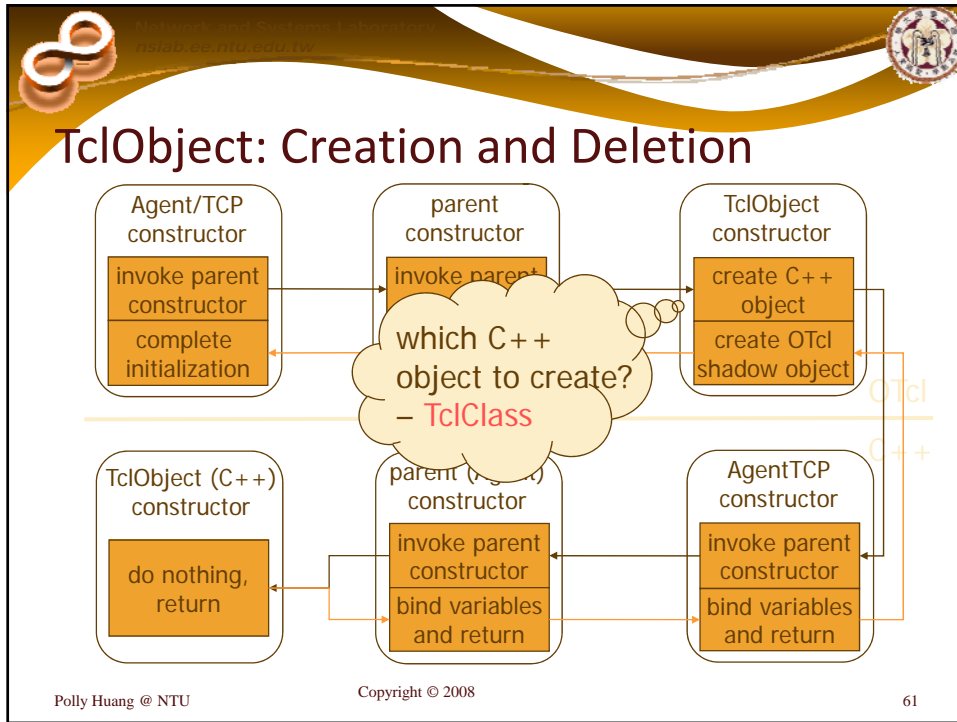 Network and Systems Laboratory
nslab.ee.ntu.edu.tw
TclObject: Creation and Deletion
Agent/TCP
constructor
invoke parent
constructor
complete
initialization
parent
constructor
invoke parent
TclObject
constructor
create C++
object
create OTcl
shadow object
which C++
object to create?
– TclClass
OTcl
C++
TclObject (C++)
constructor
do nothing,
return
parent (Agent)
constructor
invoke parent
constructor
bind variables
and return
AgentTCP
constructor
invoke parent
constructor
bind variables
and return
Polly Huang @ NTU
Copyright © 2008
61